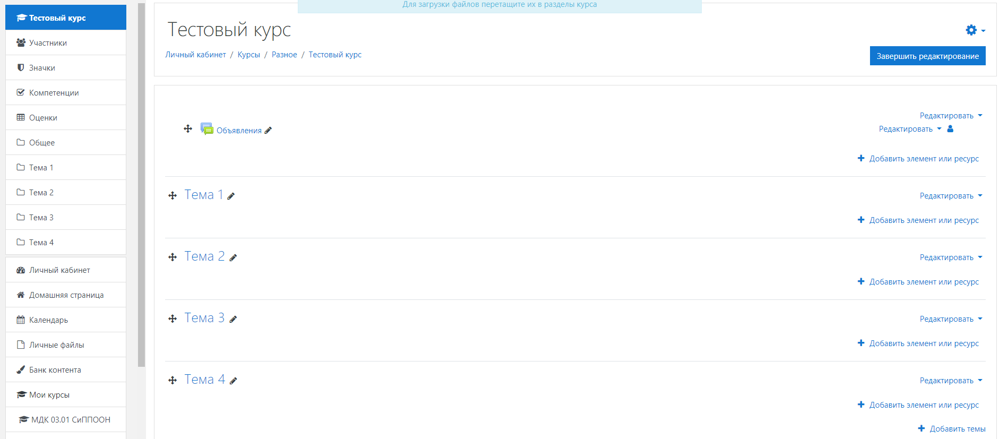 Тестовый курс
Участники
Значки
Компетенции
Оценки
Общее
Тема 1
Тема 2
Тема 3
Тема 4
Личный кабинет
Домашняя страница
Календарь
Личные файлы
Банк контента
Мои курсы
МДК 03.01 СиППООН
Для загрузки файлов перетащите их в разделы курса
Тестовый курс
Личный кабинет / Курсы / Разное / Тестовый курс
Завершить редактирование
Редактировать
Объявления
Редактировать
Добавить элемент или ресурс
Тема 1
Редактировать
Добавить элемент или ресурс
Тема 2
Редактировать
Добавить элемент или ресурс
Тема 3
Редактировать
Добавить элемент или ресурс
Тема 4
Редактировать
Добавить элемент или ресурс
Добавить темы